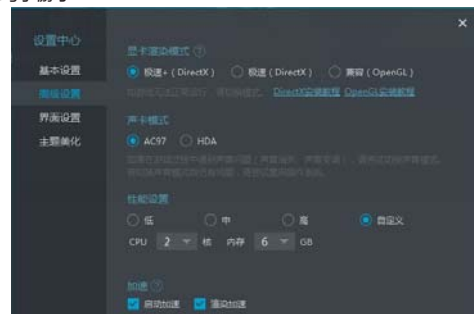 设置中心
基本设置
高级设置
界面设置
主题美化
显卡渲染模式
极速+（DirectX） 极速（DirectX） 兼容（OpenGL）
DirectX安装教程 OpenGL安装教程
声卡模式
AC97 HDA
性能设置
低 中 高 自定义
CPU 2 核 内存 6 GB
加速
启动加速 渲染加速